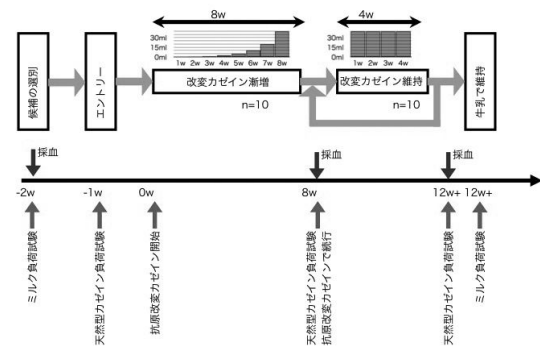 8w
4w
30ml
15ml
0ml
1w 2w 3w 4w 5w 6w 7w 8w
30ml
15ml
0ml
1w 2w 3w 4w
候補の選別
エントリー
改変カゼイン漸増
改変カゼイン維持
牛乳で維持
n=10
n=10
採血
採血
採血
-2w
-1w
0w
8w
12w+
12w+
ミルク負荷試験
天然型カゼイン負荷試験
抗原改変カゼイン開始
天然型カゼイン負荷試験
抗原改変カゼインで続行
天然型カゼイン負荷試験
ミルク負荷試験